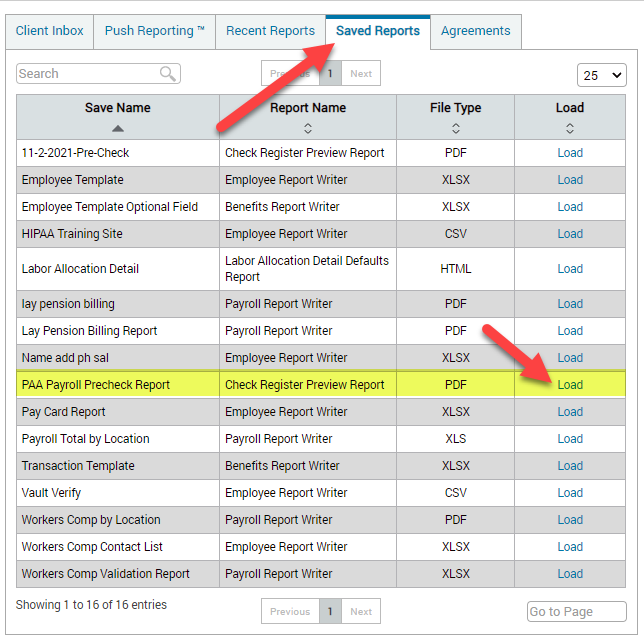 Client Inbox Push Reporting ™ Recent Reports Saved Reports Agreements
Search Previous 1 Next 25
Save Name Report Name File Type Load
11-2-2021-Pre-Check Check Register Preview Report PDF Load
Employee Template Employee Report Writer XLSX Load
Employee Template Optional Field Benefits Report Writer XLSX Load
HIPAA Training Site Employee Report Writer CSV Load
Labor Allocation Detail Labor Allocation Detail Defaults
Report HTML Load
lay pension billing Payroll Report Writer PDF Load
Lay Pension Billing Report Payroll Report Writer PDF Load
Name add ph sal Employee Report Writer XLSX Load
PAA Payroll Precheck Report Check Register Preview Report PDF Load
Pay Card Report Employee Report Writer XLSX Load
Payroll Total by Location Payroll Report Writer XLS Load
Transaction Template Benefits Report Writer XLSX Load
Vault Verify Employee Report Writer CSV Load
Workers Comp by Location Payroll Report Writer PDF Load
Workers Comp Contact List Employee Report Writer XLSX Load
Workers Comp Validation Report Payroll Report Writer XLSX Load
Showing 1 to 16 of 16 entries Previous 1 Next Go to Page